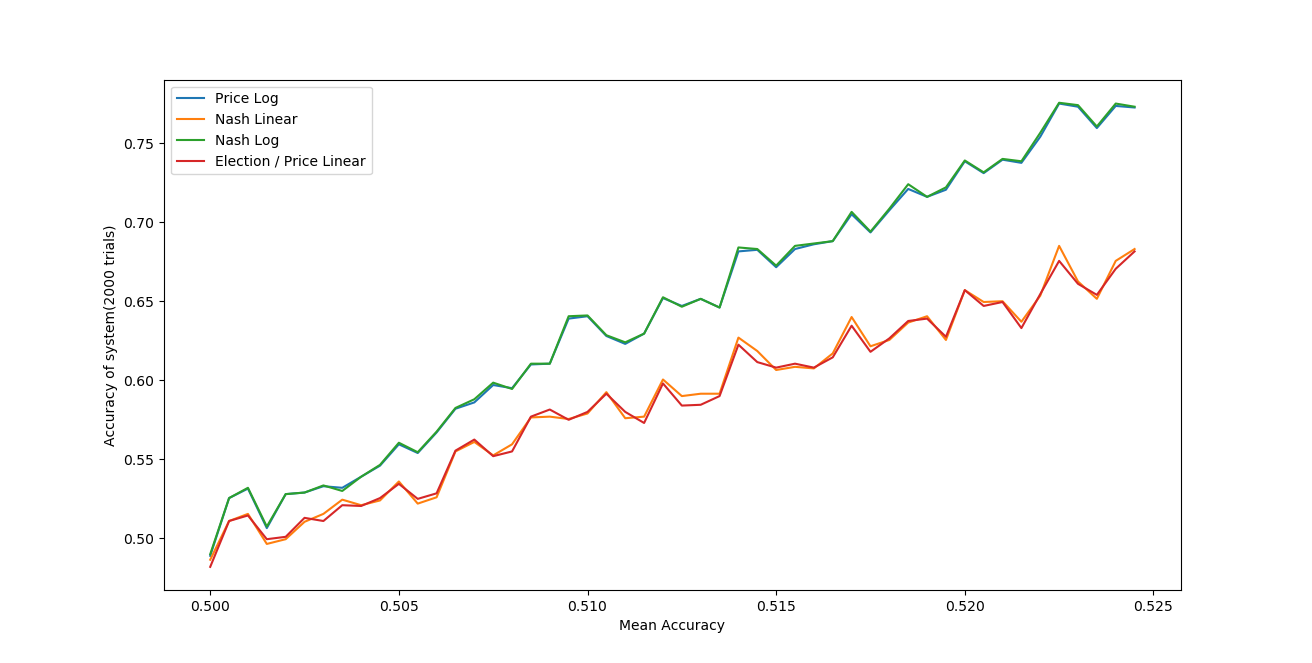 Price Log
Nash Linear
Nash Log
Election / Price Linear
Accuracy of system(2000 trials)
0.75
0.70
0.65
0.60
0.55
0.50
0.500 0.505 0.510 0.515 0.520 0.525
Mean Accuracy